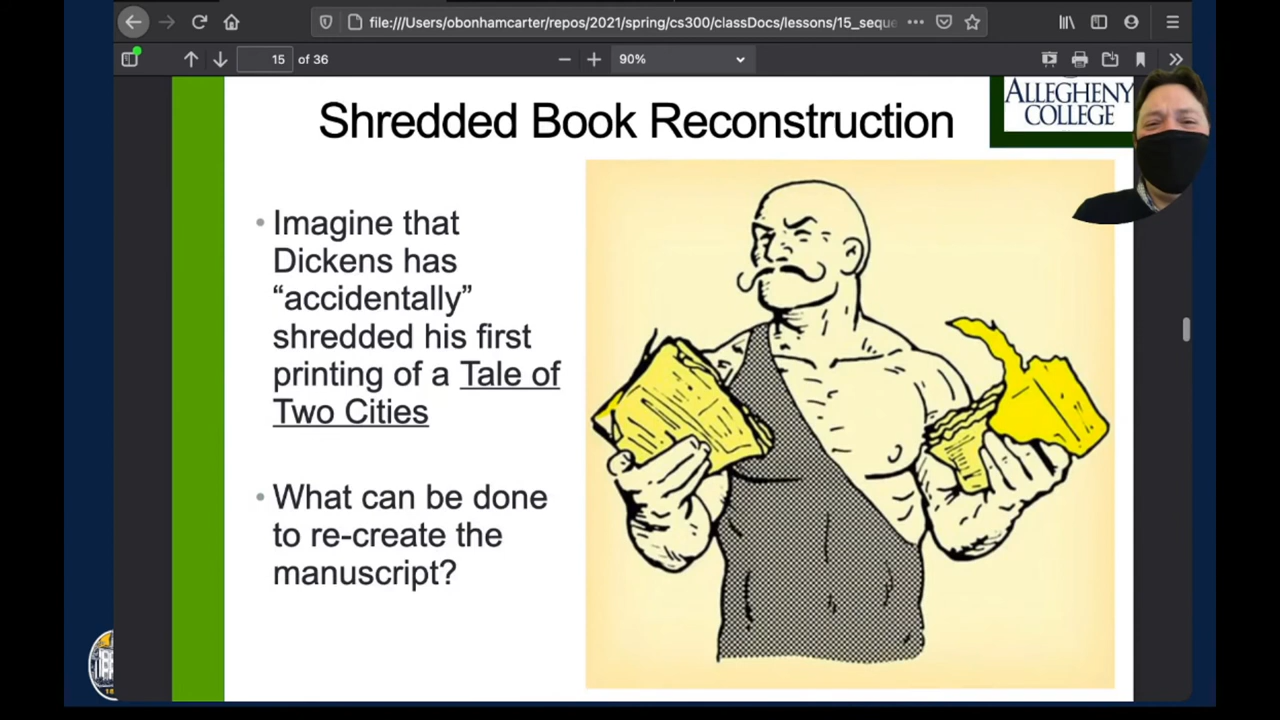 file:///Users/obonhamcarter/repos/2021/spring/cs300/classDocs/lessons/15_seque
15 of 36
90%
Shredded Book Reconstruction
ALLEGHENY
COLLEGE
• Imagine that
Dickens has
“accidentally”
shredded his first
printing of a Tale of
Two Cities
• What can be done
to re-create the
manuscript?